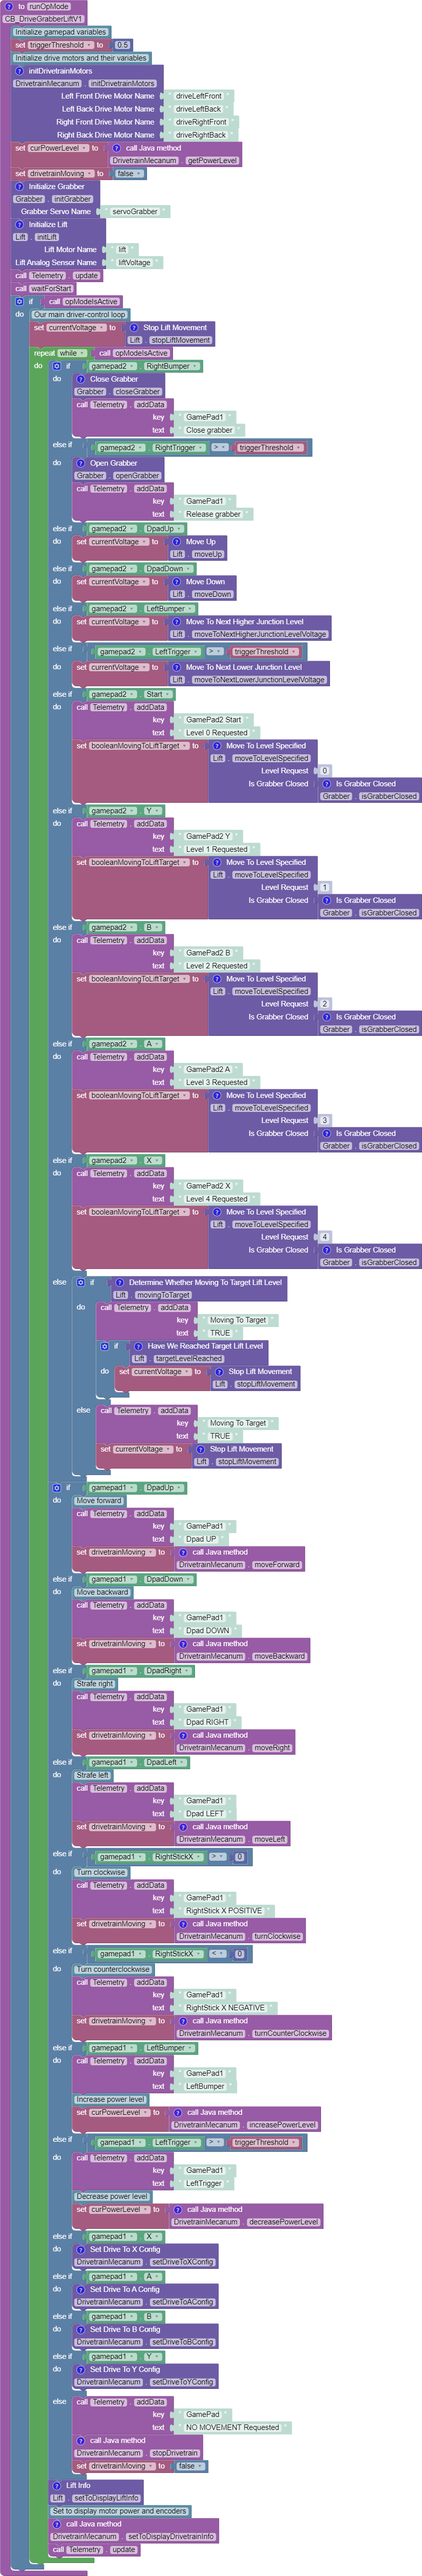 to runOpMode
CB_DriveGrabberLiftV1
Initialize gamepad variables
set triggerThreshold to 0.5
Initialize drive motors and their variables
initDrivetrainMotors
DrivetrainMecanum . initDrivetrainMotors
Left Front Drive Motor Name " driveLeftFront "
Left Back Drive Motor Name " driveLeftBack "
Right Front Drive Motor Name " driveRightFront "
Right Back Drive Motor Name " driveRightBack "
set curPowerLevel to call Java method
DrivetrainMecanum . getPowerLevel
set drivetrainMoving to false
Initialize Grabber
Grabber . initGrabber
Grabber Servo Name " servoGrabber "
Initialize Lift
Lift . initLift
Lift Motor Name " lift "
Lift Analog Sensor Name " liftVoltage "
call Telemetry . update
call waitForStart
if call opModeIsActive
do Our main driver-control loop
set currentVoltage to Stop Lift Movement
Lift . stopLiftMovement
repeat while call opModeIsActive
do if gamepad2 . RightBumper
do Close Grabber
Grabber . closeGrabber
call Telemetry . addData
key " GamePad1 "
text " Close grabber "
else if gamepad2 . RightTrigger > triggerThreshold
do Open Grabber
Grabber . openGrabber
call Telemetry . addData
key " GamePad1 "
text " Release grabber "
else if gamepad2 . DpadUp
do set currentVoltage to Move Up
Lift . moveUp
else if gamepad2 . DpadDown
do set currentVoltage to Move Down
Lift . moveDown
else if gamepad2 . LeftBumper
do set currentVoltage to Move To Next Higher Junction Level
Lift . moveToNextHigherJunctionLevelVoltage
else if gamepad2 . LeftTrigger > triggerThreshold
do set currentVoltage to Move To Next Lower Junction Level
Lift . moveToNextLowerJunctionLevelVoltage
else if gamepad2 . Start
do call Telemetry . addData
key " GamePad2 Start "
text " Level 0 Requested "
set booleanMovingToLiftTarget to Move To Level Specified
Lift . moveToLevelSpecified
Level Request 0
Is Grabber Closed Is Grabber Closed
Grabber . isGrabberClosed
else if gamepad2 . Y
do call Telemetry . addData
key " GamePad2 Y "
text " Level 1 Requested "
set booleanMovingToLiftTarget to Move To Level Specified
Lift . moveToLevelSpecified
Level Request 1
Is Grabber Closed Is Grabber Closed
Grabber . isGrabberClosed
else if gamepad2 . B
do call Telemetry . addData
key " GamePad2 B "
text " Level 2 Requested "
set booleanMovingToLiftTarget to Move To Level Specified
Lift . moveToLevelSpecified
Level Request 2
Is Grabber Closed Is Grabber Closed
Grabber . isGrabberClosed
else if gamepad2 . A
do call Telemetry . addData
key " GamePad2 A "
text " Level 3 Requested "
set booleanMovingToLiftTarget to Move To Level Specified
Lift . moveToLevelSpecified
Level Request 3
Is Grabber Closed Is Grabber Closed
Grabber . isGrabberClosed
else if gamepad2 . X
do call Telemetry . addData
key " GamePad2 X "
text " Level 4 Requested "
set booleanMovingToLiftTarget to Move To Level Specified
Lift . moveToLevelSpecified
Level Request 4
Is Grabber Closed Is Grabber Closed
Grabber . isGrabberClosed
else if Determine Whether Moving To Target Lift Level
Lift . movingToTarget
do call Telemetry . addData
key " Moving To Target "
text " TRUE "
if Have We Reached Target Lift Level
Lift . targetLevelReached
do set currentVoltage to Stop Lift Movement
Lift . stopLiftMovement
else call Telemetry . addData
key " Moving To Target "
text " TRUE "
set currentVoltage to Stop Lift Movement
Lift . stopLiftMovement
if gamepad1 . DpadUp
do Move forward
call Telemetry . addData
key " GamePad1 "
text " Dpad UP "
set drivetrainMoving to call Java method
DrivetrainMecanum . moveForward
else if gamepad1 . DpadDown
do Move backward
call Telemetry . addData
key " GamePad1 "
text " Dpad DOWN "
set drivetrainMoving to call Java method
DrivetrainMecanum . moveBackward
else if gamepad1 . DpadRight
do Strafe right
call Telemetry . addData
key " GamePad1 "
text " Dpad RIGHT "
set drivetrainMoving to call Java method
DrivetrainMecanum . moveRight
else if gamepad1 . DpadLeft
do Strafe left
call Telemetry . addData
key " GamePad1 "
text " Dpad LEFT "
set drivetrainMoving to call Java method
DrivetrainMecanum . moveLeft
else if gamepad1 . RightStickX > 0
do Turn clockwise
call Telemetry . addData
key " GamePad1 "
text " RightStick X POSITIVE "
set drivetrainMoving to call Java method
DrivetrainMecanum . turnClockwise
else if gamepad1 . RightStickX < 0
do Turn counterclockwise
call Telemetry . addData
key " GamePad1 "
text " RightStick X NEGATIVE "
set drivetrainMoving to call Java method
DrivetrainMecanum . turnCounterClockwise
else if gamepad1 . LeftBumper
do call Telemetry . addData
key " GamePad1 "
text " LeftBumper "
Increase power level
set curPowerLevel to call Java method
DrivetrainMecanum . increasePowerLevel
else if gamepad1 . LeftTrigger > triggerThreshold
do call Telemetry . addData
key " GamePad1 "
text " LeftTrigger "
Decrease power level
set curPowerLevel to call Java method
DrivetrainMecanum . decreasePowerLevel
else if gamepad1 . X
do Set Drive To X Config
DrivetrainMecanum . setDriveToXConfig
else if gamepad1 . A
do Set Drive To A Config
DrivetrainMecanum . setDriveToAConfig
else if gamepad1 . B
do Set Drive To B Config
DrivetrainMecanum . setDriveToBConfig
else if gamepad1 . Y
do Set Drive To Y Config
DrivetrainMecanum . setDriveToYConfig
else call Telemetry . addData
key " GamePad "
text " NO MOVEMENT Requested "
call Java method
DrivetrainMecanum . stopDrivetrain
set drivetrainMoving to false
Lift Info
Lift . setToDisplayLiftInfo
Set to display motor power and encoders
call Java method
DrivetrainMecanum . setToDisplayDrivetrainInfo
call Telemetry . update